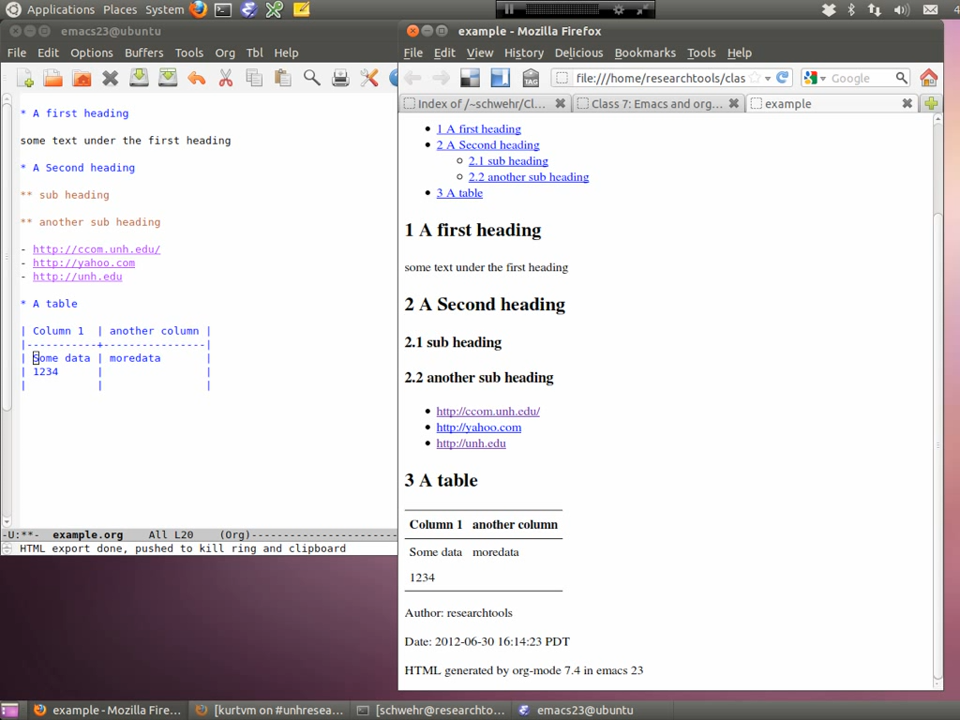 Applications Places System 4
emacs23@ubuntu
File Edit Options Buffers Tools Org Tbl Help
* A first heading
some text under the first heading
* A Second heading
** sub heading
** another sub heading
- http://ccom.unh.edu/
- http://yahoo.com
- http://unh.edu
* A table
| Column 1 | another column |
|-----------+----------------|
| Some data | moredata |
| 1234 | |
| | |
-U:**- example.org All L20 (Org)
HTML export done, pushed to kill ring and clipboard
example - Mozilla Firefox
File Edit View History Delicious Bookmarks Tools Help
TAG file:///home/researchtools/clas Google
Index of /~schwehr/Cl... Class 7: Emacs and org... example
1 A first heading
2 A Second heading
2.1 sub heading
2.2 another sub heading
3 A table
1 A first heading
some text under the first heading
2 A Second heading
2.1 sub heading
2.2 another sub heading
http://ccom.unh.edu/
http://yahoo.com
http://unh.edu
3 A table
Column 1 another column
Some data moredata
1234
Author: researchtools
Date: 2012-06-30 16:14:23 PDT
HTML generated by org-mode 7.4 in emacs 23
example - Mozilla Fire... [kurtvm on #unhresea... [schwehr@researchto... emacs23@ubuntu